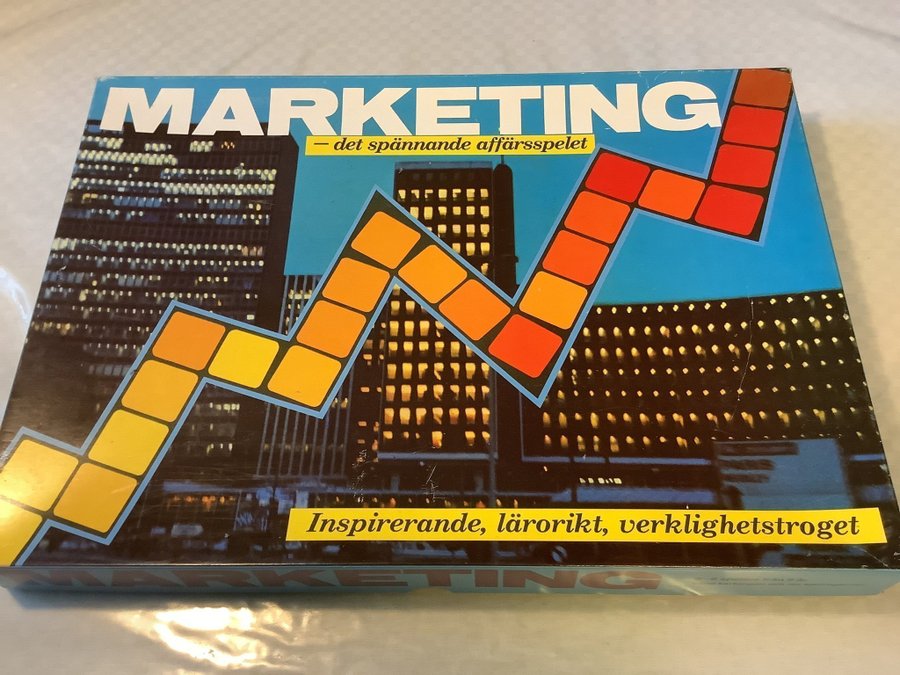 MARKETING
– det spännande affärsspelet
Inspirerande, lärorikt, verklighetstroget
MARKETING